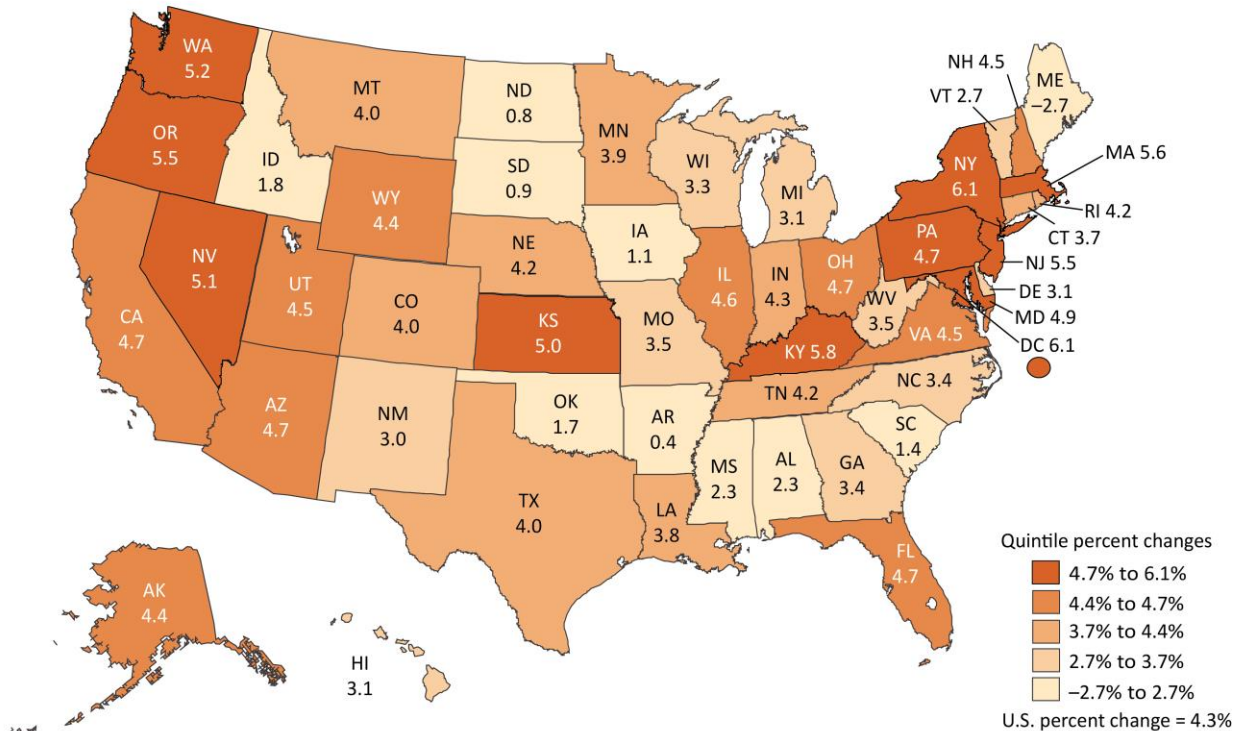 WA
5.2
OR
5.5
CA
4.7
NV
5.1
ID
1.8
MT
4.0
WY
4.4
UT
4.5
AZ
4.7
CO
4.0
NM
3.0
ND
0.8
SD
0.9
NE
4.2
KS
5.0
OK
1.7
TX
4.0
MN
3.9
IA
1.1
MO
3.5
AR
0.4
LA
3.8
WI
3.3
IL
4.6
MI
3.1
IN
4.3
OH
4.7
KY 5.8
TN 4.2
MS
2.3
AL
2.3
GA
3.4
FL
4.7
SC
1.4
NC 3.4
VA 4.5
WV
3.5
PA
4.7
NY
6.1
VT 2.7
NH 4.5
ME
–2.7
MA 5.6
RI 4.2
CT 3.7
NJ 5.5
DE 3.1
MD 4.9
DC 6.1
AK
4.4
HI
3.1
Quintile percent changes
4.7% to 6.1%
4.4% to 4.7%
3.7% to 4.4%
2.7% to 3.7%
–2.7% to 2.7%
U.S. percent change = 4.3%